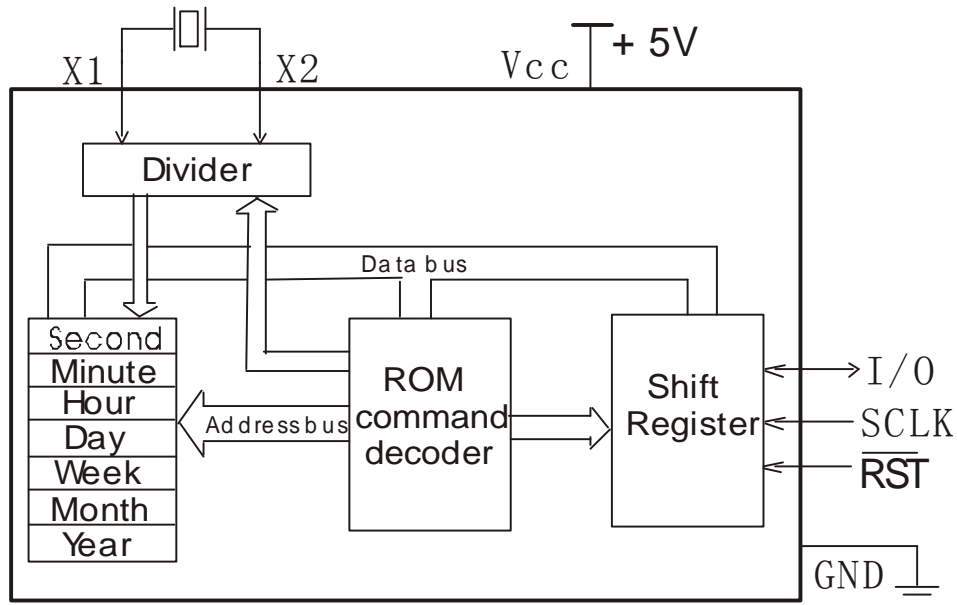 X1
X2
Vcc
+ 5V
Divider
Data bus
Second
Minute
Hour
Day
Week
Month
Year
Address bus
ROM
command
decoder
Shift
Register
I/O
SCLK
R̅S̅T̅
GND